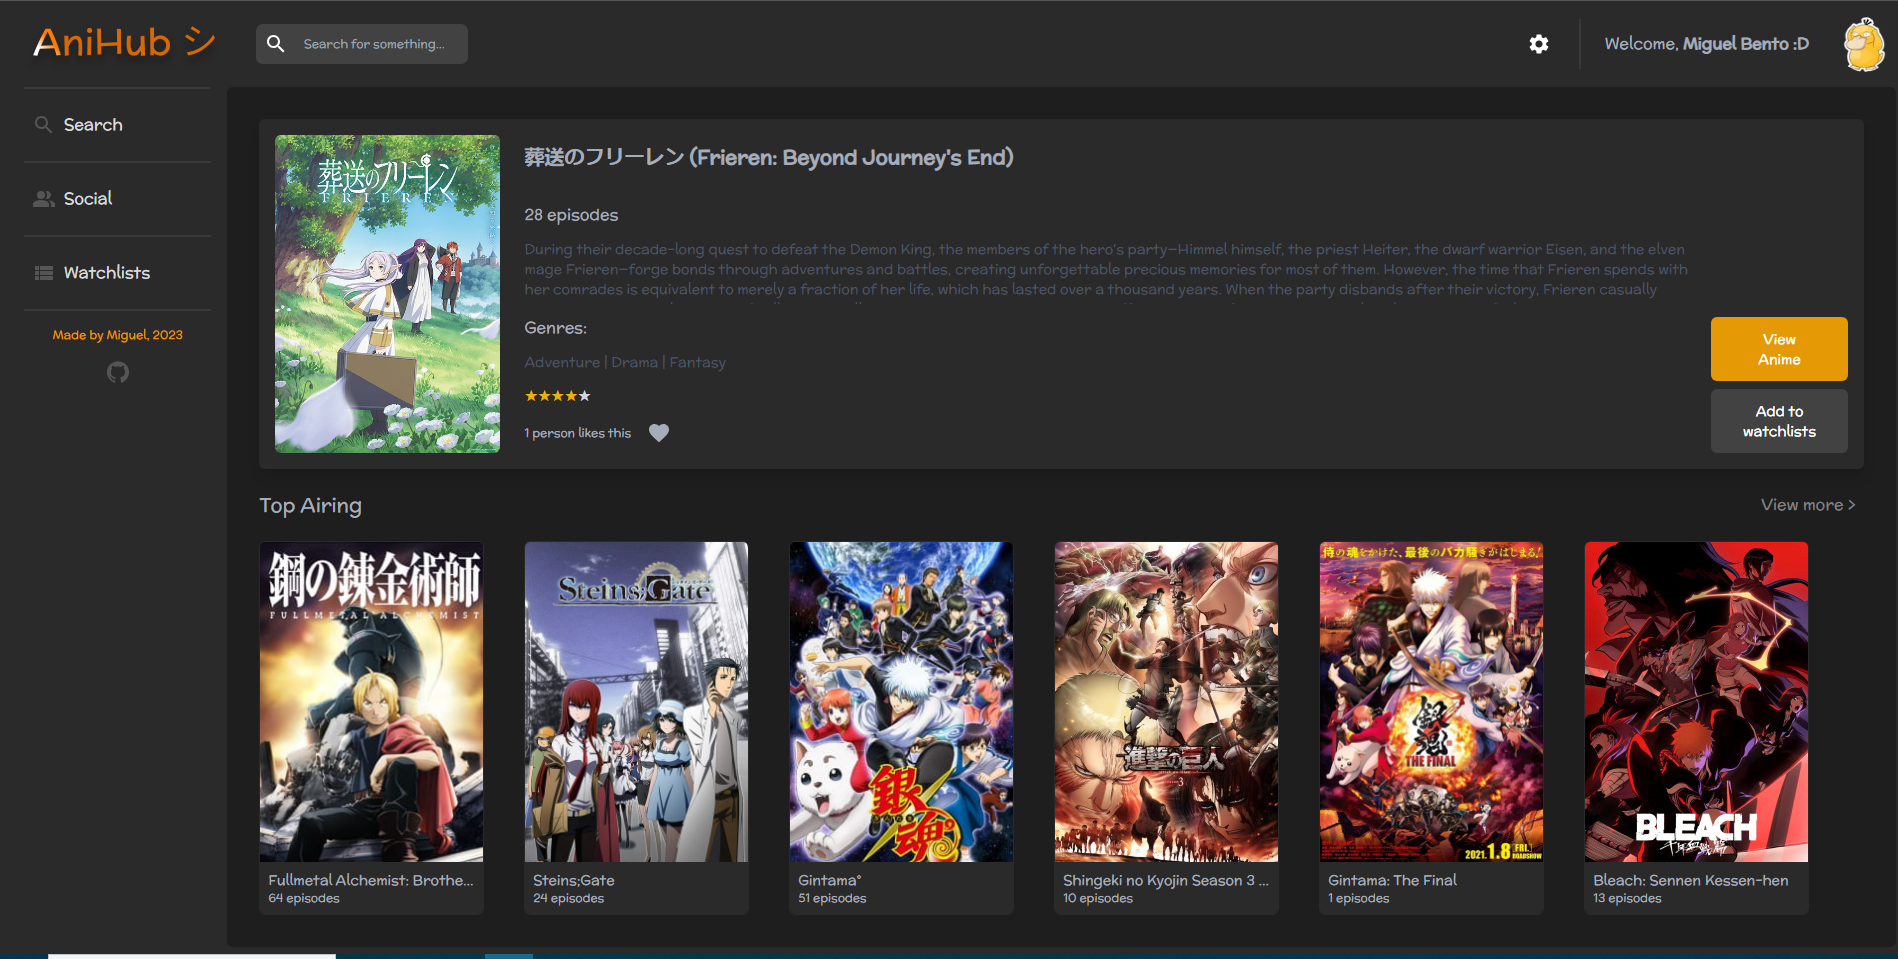 AniHub シ
Search for something...
Welcome, Miguel Bento :D
Search
Social
Watchlists
Made by Miguel, 2023
葬送のフリーレン
FRIEREN
葬送のフリーレン (Frieren: Beyond Journey's End)
28 episodes
During their decade-long quest to defeat the Demon King, the members of the hero's party—Himmel himself, the priest Heiter, the dwarf warrior Eisen, and the elven
mage Frieren—forge bonds through adventures and battles, creating unforgettable precious memories for most of them. However, the time that Frieren spends with
her comrades is equivalent to merely a fraction of her life, which has lasted over a thousand years. When the party disbands after their victory, Frieren casually
Genres:
Adventure | Drama | Fantasy
★★★★★
1 person likes this
View
Anime
Add to
watchlists
Top Airing
View more >
鋼の錬金術師
FULLMETAL ALCHEMIST
Fullmetal Alchemist: Brothe...
64 episodes
Steins;Gate
Steins;Gate
24 episodes
銀魂
Gintama°
51 episodes
進撃の巨人
3
Shingeki no Kyojin Season 3 ...
10 episodes
侍の魂をかけた、最後のバカ騒ぎがはじまる!
銀魂
THE FINAL
2021.1.8 FRI.
ROADSHOW
Gintama: The Final
1 episodes
BLEACH
千年血戦篇
Bleach: Sennen Kessen-hen
13 episodes